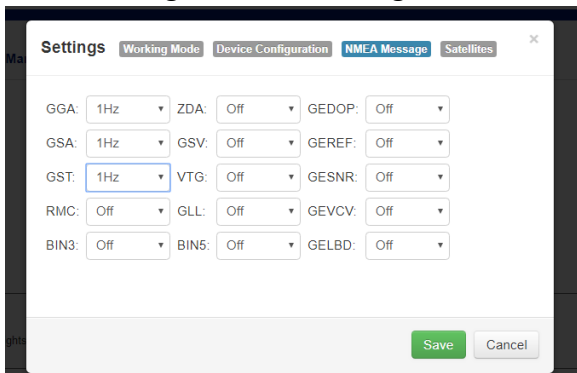 Settings Working Mode Device Configuration NMEA Message Satellites ×
GGA: 1Hz ZDA: Off GEDOP: Off
GSA: 1Hz GSV: Off GEREF: Off
GST: 1Hz VTG: Off GESNR: Off
RMC: Off GLL: Off GEVCV: Off
BIN3: Off BIN5: Off GELBD: Off
ghts
Save Cancel